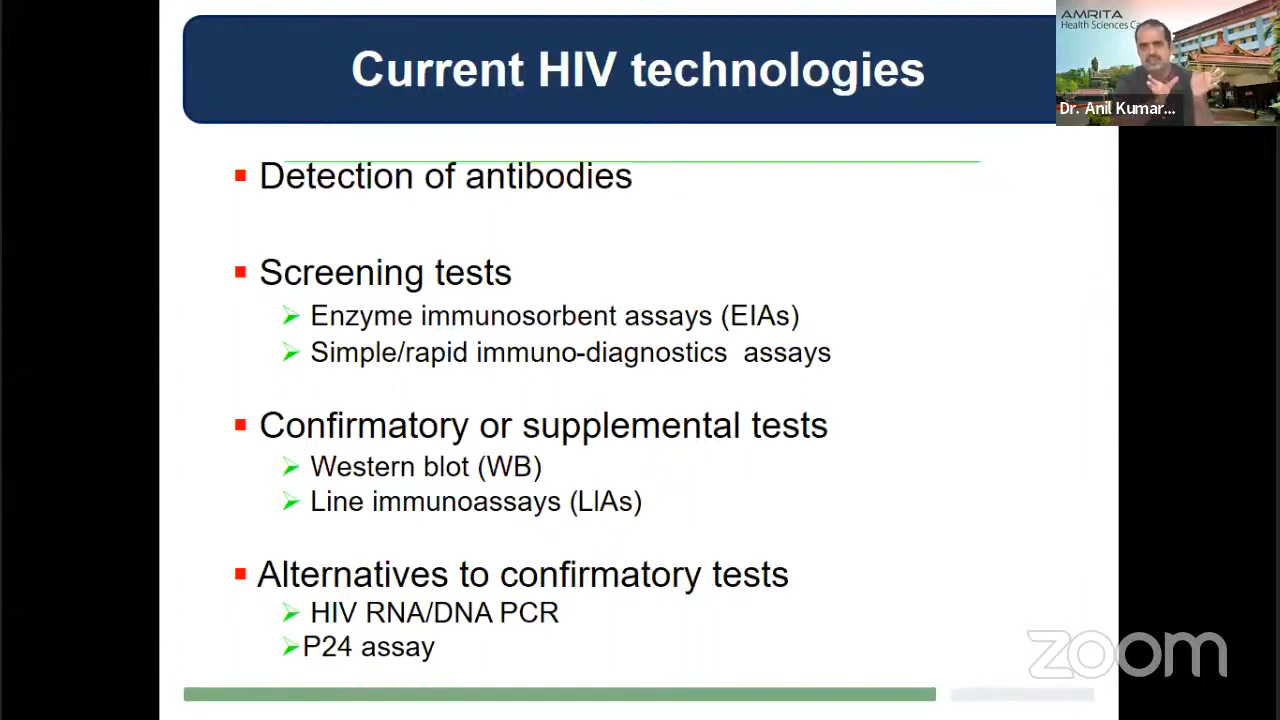 Current HIV technologies
AMRITA
Health Sciences Ca
Dr. Anil Kumar...
▪ Detection of antibodies
▪ Screening tests
➢ Enzyme immunosorbent assays (EIAs)
➢ Simple/rapid immuno-diagnostics assays
▪ Confirmatory or supplemental tests
➢ Western blot (WB)
➢ Line immunoassays (LIAs)
▪ Alternatives to confirmatory tests
➢ HIV RNA/DNA PCR
➢P24 assay
zoom